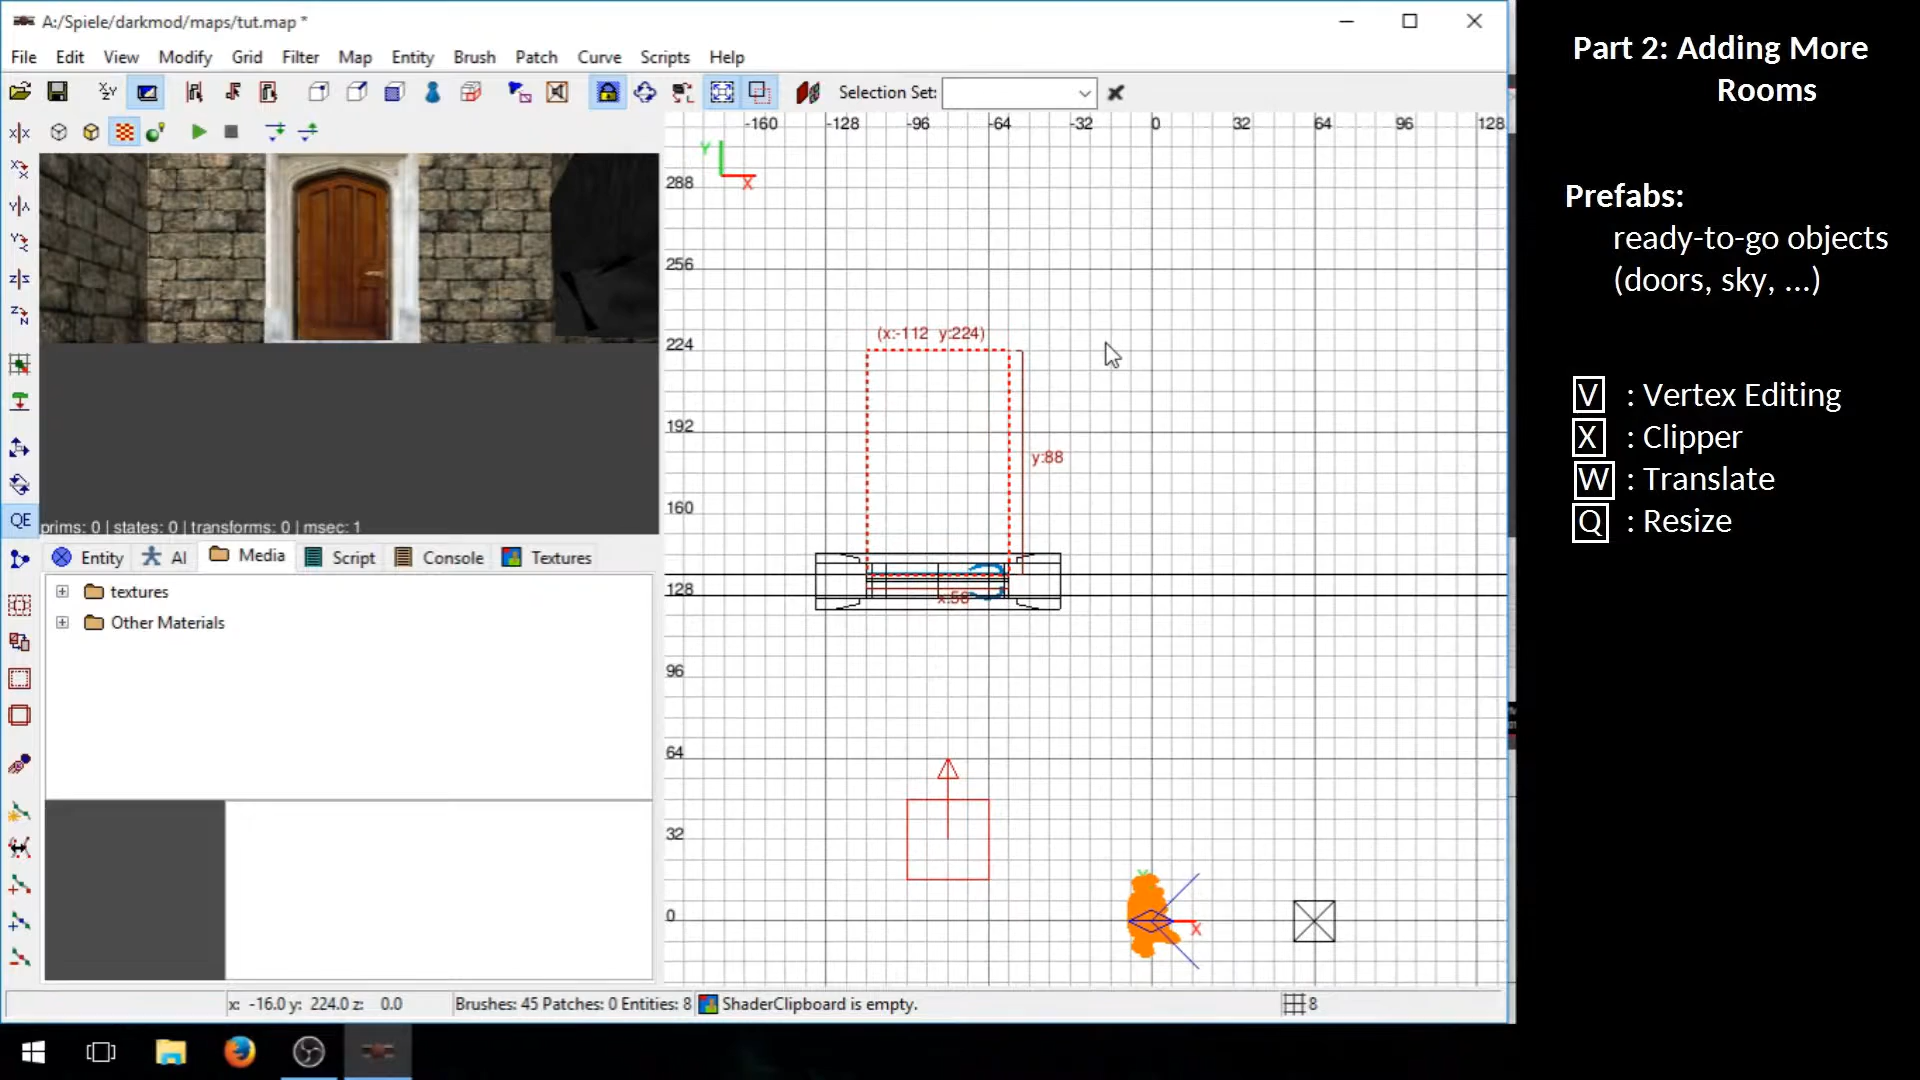 A:/Spiele/darkmod/maps/tut.map *
File Edit View Modify Grid Filter Map Entity Brush Patch Curve Scripts Help
Selection Set:
-160 -128 -96 -64 -32 0 32 64 96 128
Y
X
288
256
(x:-112 y:224)
224
192
y:88
160
128
x:56
96
64
32
0
X
QE
prims: 0 | states: 0 | transforms: 0 | msec: 1
Entity AI Media Script Console Textures
textures
Other Materials
x: -16.0 y: 224.0 z: 0.0
Brushes: 45 Patches: 0 Entities: 8
ShaderClipboard is empty.
8
Part 2: Adding More
Rooms
Prefabs:
ready-to-go objects
(doors, sky, ...)
V : Vertex Editing
X : Clipper
W : Translate
Q : Resize